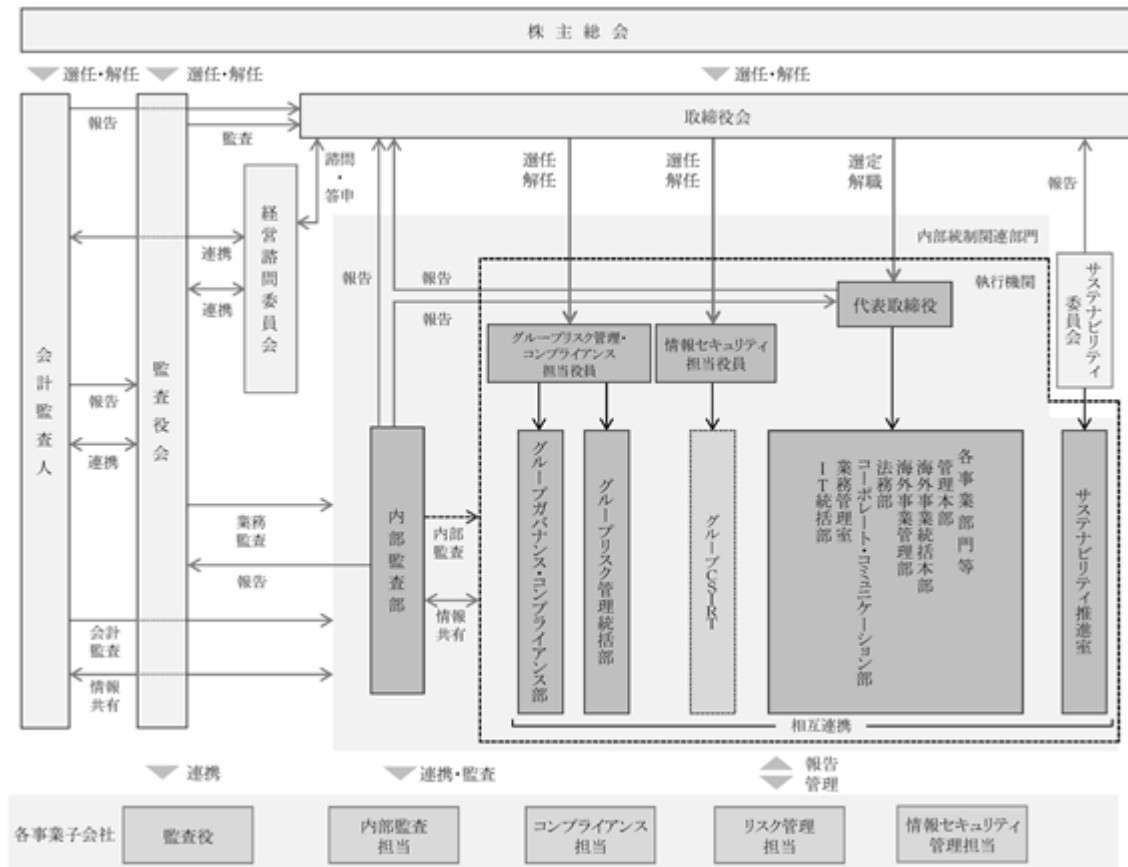 株主総会
選任・解任
選任・解任
選任・解任
取締役会
報告
監査
諮問
・
答申
選任
解任
選任
解任
選定
解職
報告
会計監査人
監査役会
経営諮問委員会
連携
連携
報告
連携
報告
報告
報告
内部統制関連部門
執行機関
代表取締役
サステナビリティ
委員会
グループリスク管理・
コンプライアンス
担当役員
情報セキュリティ
担当役員
内部監査部
グループガバナンス・コンプライアンス部
グループリスク管理統括部
グループCSIRT
各事業部門等
管理本部
海外事業統括本部
海外事業管理部
法務部
コーポレート・コミュニケーション部
業務管理室
IT統括部
サステナビリティ推進室
業務
監査
報告
内部
監査
情報
共有
会計
監査
情報
共有
相互連携
連携
連携・監査
報告
管理
各事業子会社
監査役
内部監査
担当
コンプライアンス
担当
リスク管理
担当
情報セキュリティ
管理担当